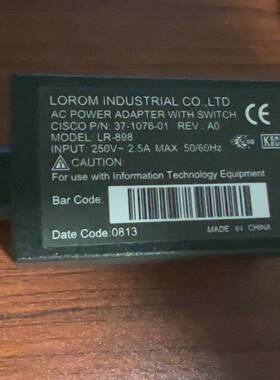 LOROM INDUSTRIAL CO.,LTD.
AC POWER ADAPTER WITH SWITCH
CISCO P/N: 37-1076-01 REV.: A0
MODEL: LR-898
INPUT: 250V~ 2.5A MAX 50/60Hz
CAUTION:
For use with Information Technology Equipment
Bar Code:
Date Code:0813
MADE IN CHINA
CE
US